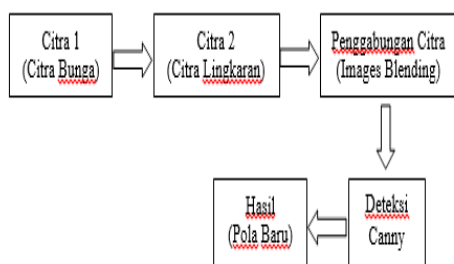 Citra 1
(Citra Bunga)
Citra 2
(Citra Lingkaran)
Penggabungan Citra
(Images Blending)
Deteksi
Canny
Hasil
(Pola Baru)